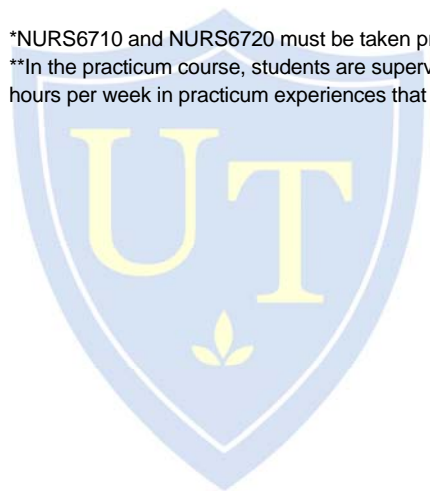 *NURS6710 and NURS6720 must be taken pr
**In the practicum course, students are superv
hours per week in practicum experiences that
UT